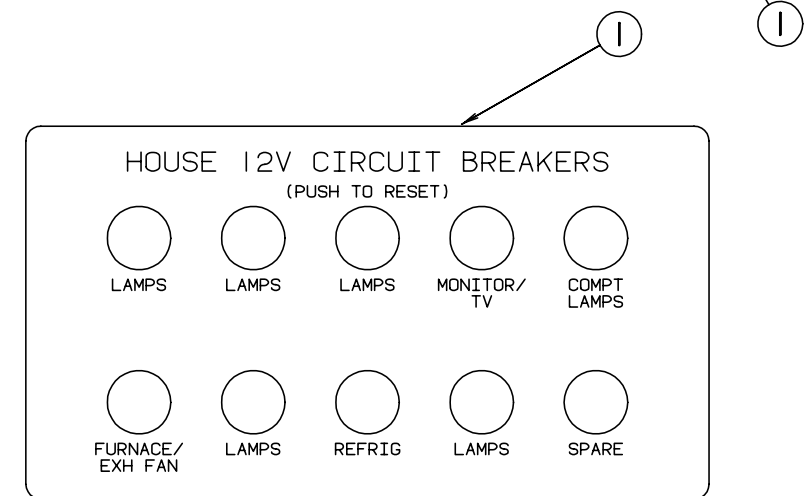 1
1
HOUSE 12V CIRCUIT BREAKERS
(PUSH TO RESET)
LAMPS LAMPS LAMPS MONITOR/ COMPT
TV LAMPS
FURNACE/ LAMPS REFRIG LAMPS SPARE
EXH FAN